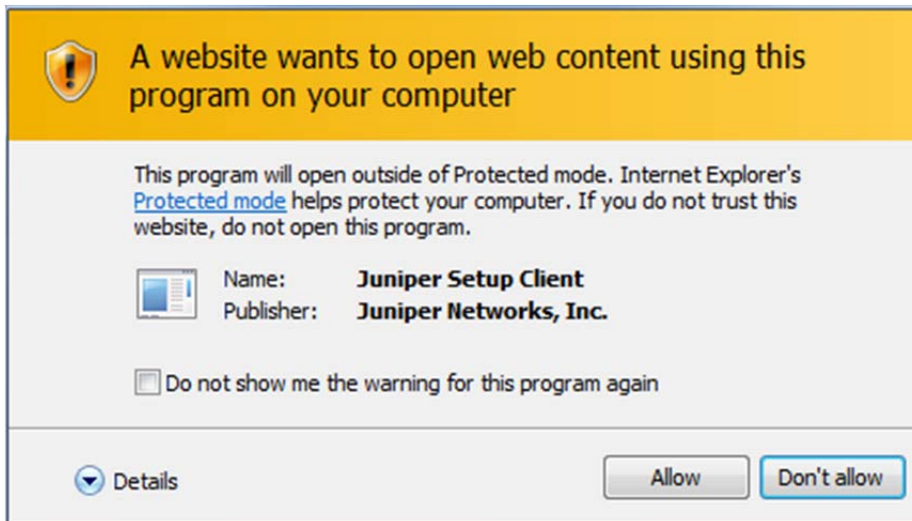 A website wants to open web content using this
program on your computer
This program will open outside of Protected mode. Internet Explorer's
Protected mode helps protect your computer. If you do not trust this
website, do not open this program.
Name: Juniper Setup Client
Publisher: Juniper Networks, Inc.
Do not show me the warning for this program again
Details Allow Don't allow